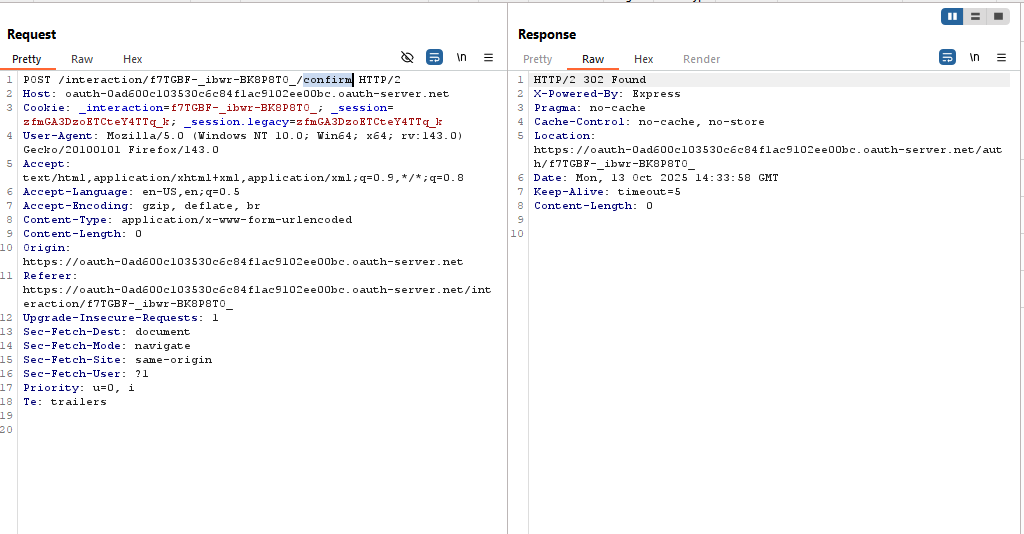 Request
Response
Pretty Raw Hex
\n
Pretty Raw Hex Render
\n
1 POST /interaction/f7TGBF-_ibwr-BK8P8T0_/confirm HTTP/2
2 Host: oauth-0ad600c103530c6c84f1ac9102ee00bc.oauth-server.net
3 Cookie: _interaction=f7TGBF-_ibwr-BK8P8T0_; _session=
zfmGA3DzoETCteY4TTq_k; _session.legacy=zfmGA3DzoETCteY4TTq_k
4 User-Agent: Mozilla/5.0 (Windows NT 10.0; Win64; x64; rv:143.0)
Gecko/20100101 Firefox/143.0
5 Accept:
text/html,application/xhtml+xml,application/xml;q=0.9,*/*;q=0.8
6 Accept-Language: en-US,en;q=0.5
7 Accept-Encoding: gzip, deflate, br
8 Content-Type: application/x-www-form-urlencoded
9 Content-Length: 0
10 Origin:
https://oauth-0ad600c103530c6c84f1ac9102ee00bc.oauth-server.net
11 Referer:
https://oauth-0ad600c103530c6c84f1ac9102ee00bc.oauth-server.net/int
eraction/f7TGBF-_ibwr-BK8P8T0_
12 Upgrade-Insecure-Requests: 1
13 Sec-Fetch-Dest: document
14 Sec-Fetch-Mode: navigate
15 Sec-Fetch-Site: same-origin
16 Sec-Fetch-User: ?1
17 Priority: u=0, i
18 Te: trailers
19
20
1 HTTP/2 302 Found
2 X-Powered-By: Express
3 Pragma: no-cache
4 Cache-Control: no-cache, no-store
5 Location:
https://oauth-0ad600c103530c6c84f1ac9102ee00bc.oauth-server.net/aut
h/f7TGBF-_ibwr-BK8P8T0_
6 Date: Mon, 13 Oct 2025 14:33:58 GMT
7 Keep-Alive: timeout=5
8 Content-Length: 0
9
10